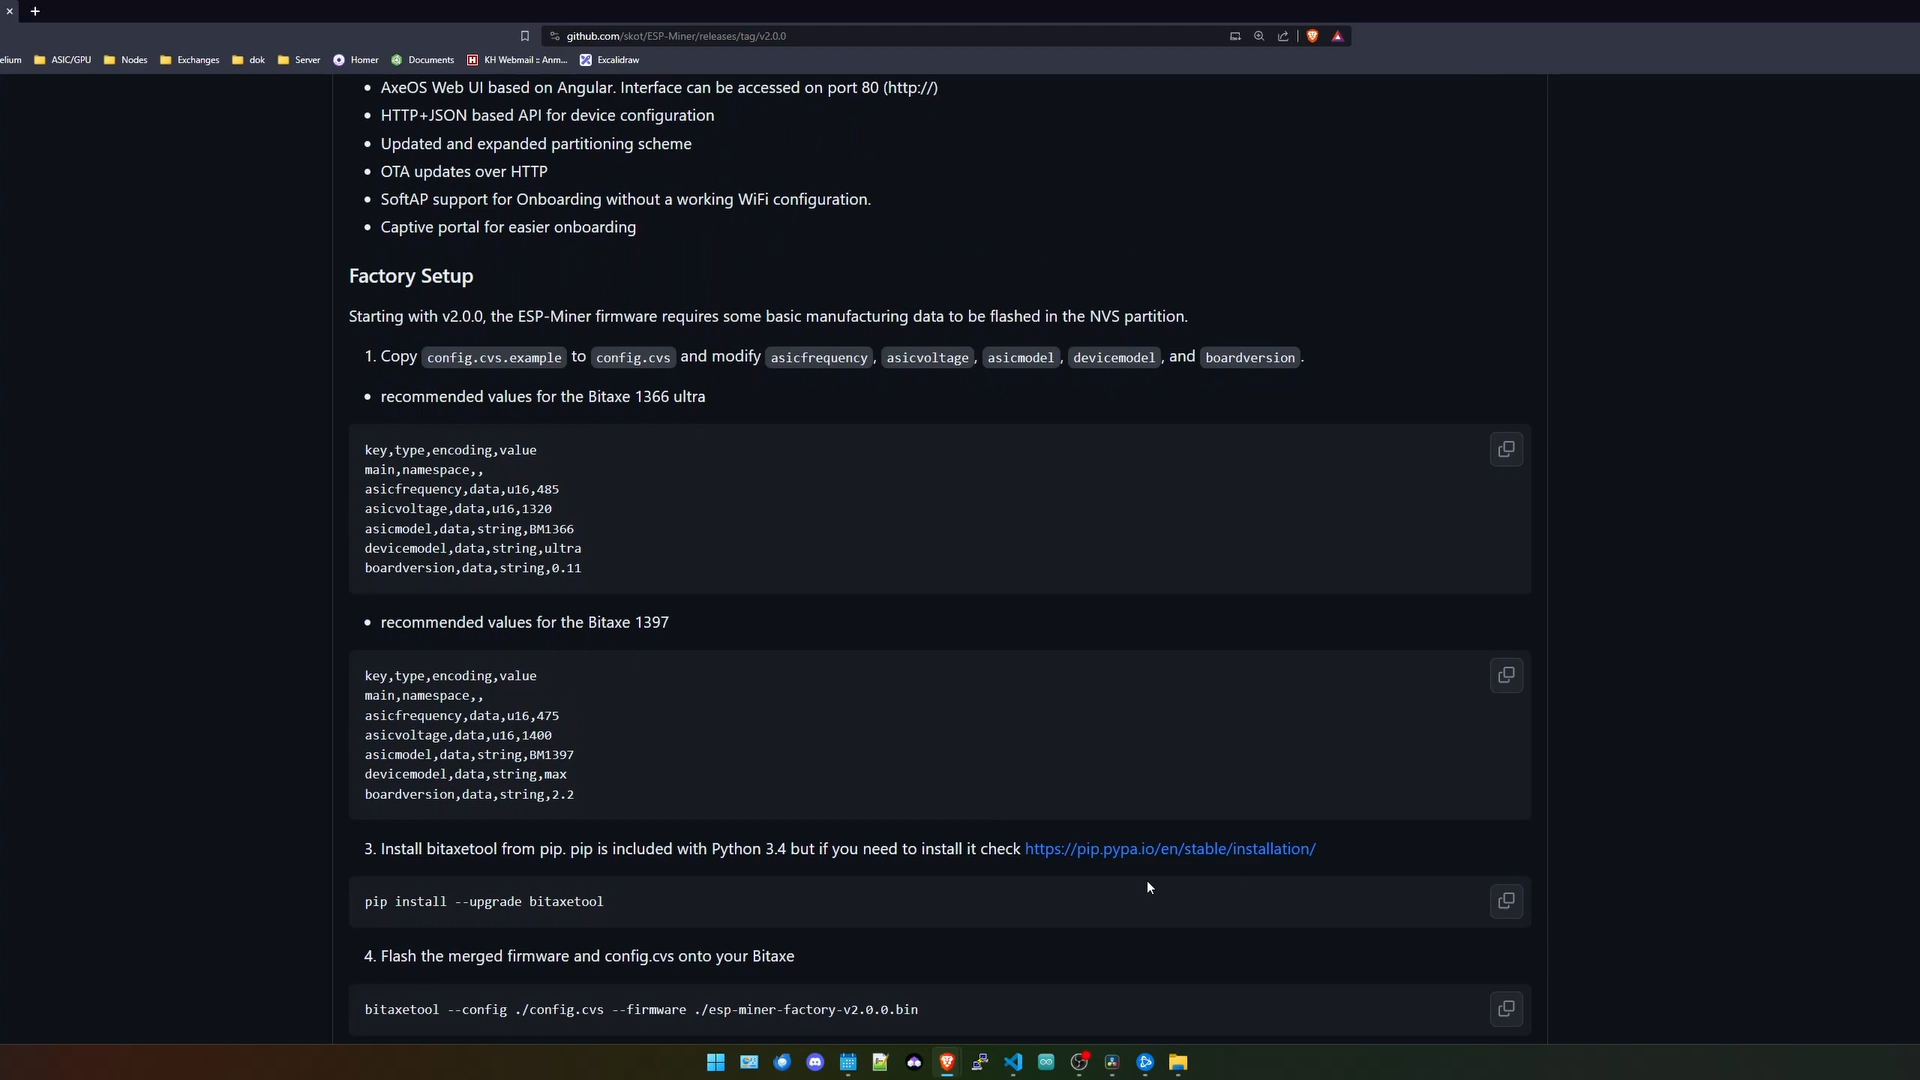 github.com/skot/ESP-Miner/releases/tag/v2.0.0
elium ASIC/GPU Nodes Exchanges dok Server Homer Documents KH Webmail :: Anm... Excalidraw
• AxeOS Web UI based on Angular. Interface can be accessed on port 80 (http://)
• HTTP+JSON based API for device configuration
• Updated and expanded partitioning scheme
• OTA updates over HTTP
• SoftAP support for Onboarding without a working WiFi configuration.
• Captive portal for easier onboarding
Factory Setup
Starting with v2.0.0, the ESP-Miner firmware requires some basic manufacturing data to be flashed in the NVS partition.
1. Copy config.cvs.example to config.cvs and modify asicfrequency, asicvoltage, asicmodel, devicemodel, and boardversion.
• recommended values for the Bitaxe 1366 ultra
key,type,encoding,value
main,namespace,,
asicfrequency,data,u16,485
asicvoltage,data,u16,1320
asicmodel,data,string,BM1366
devicemodel,data,string,ultra
boardversion,data,string,0.11
• recommended values for the Bitaxe 1397
key,type,encoding,value
main,namespace,,
asicfrequency,data,u16,475
asicvoltage,data,u16,1400
asicmodel,data,string,BM1397
devicemodel,data,string,max
boardversion,data,string,2.2
3. Install bitaxetool from pip. pip is included with Python 3.4 but if you need to install it check https://pip.pypa.io/en/stable/installation/
pip install --upgrade bitaxetool
4. Flash the merged firmware and config.cvs onto your Bitaxe
bitaxetool --config ./config.cvs --firmware ./esp-miner-factory-v2.0.0.bin